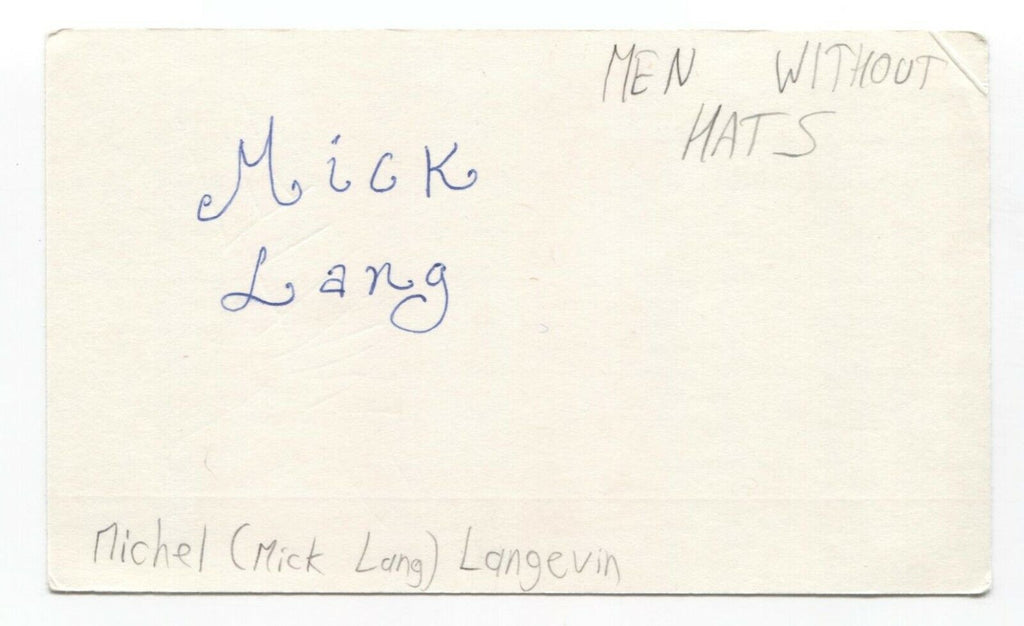 MEN WITHOUT
HATS
Mick
Lang
Michel (Mick Lang) Langevin